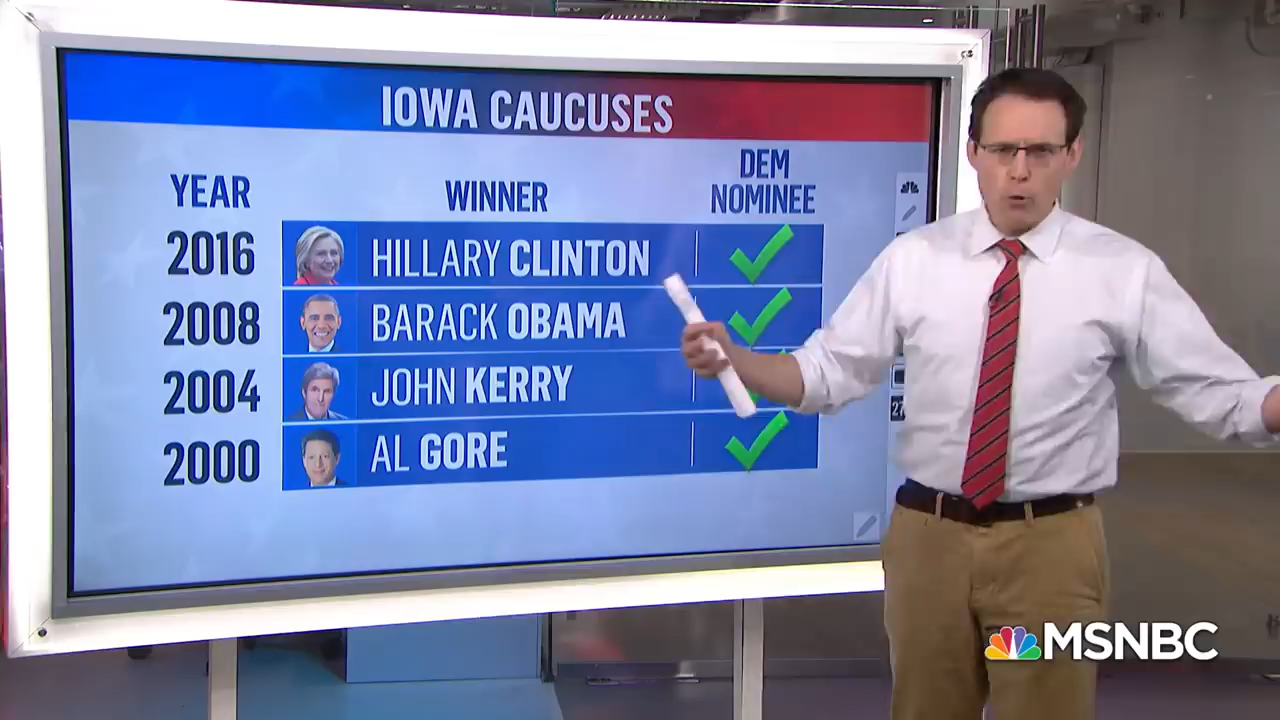 IOWA CAUCUSES
YEAR
WINNER
DEM
NOMINEE
2016
HILLARY CLINTON
2008
BARACK OBAMA
2004
JOHN KERRY
2000
AL GORE
27
MSNBC